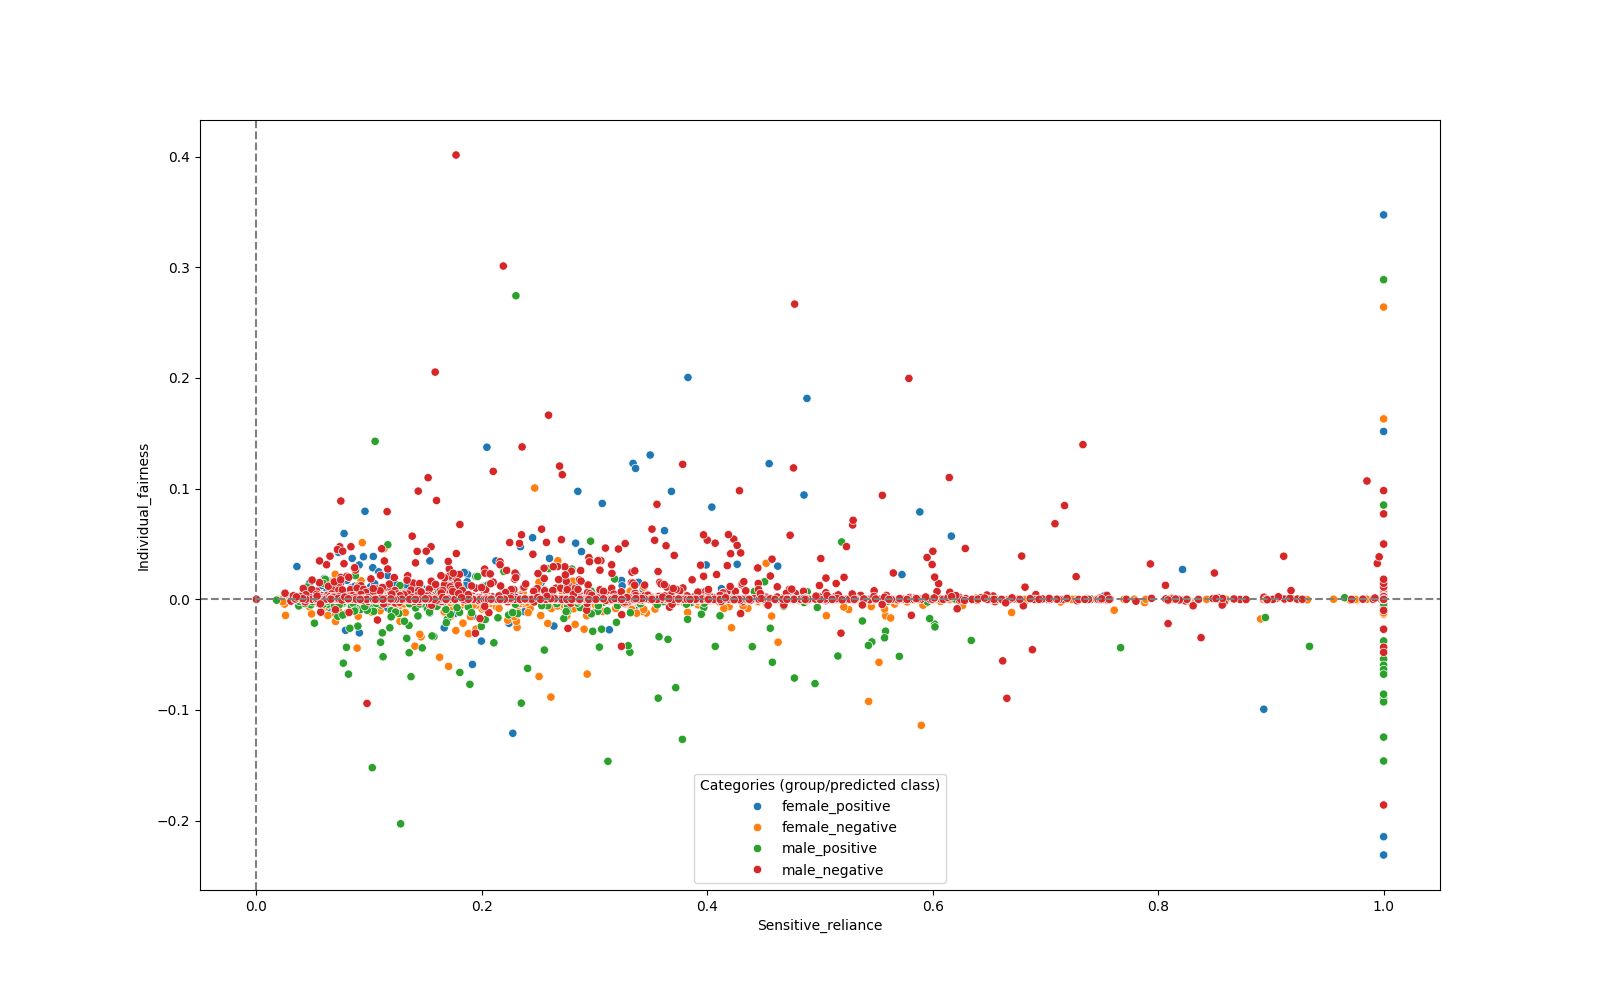 0.4
0.3
0.2
0.1
0.0
−0.1
−0.2
Individual_fairness
Categories (group/predicted class)
female_positive
female_negative
male_positive
male_negative
0.0 0.2 0.4 0.6 0.8 1.0
Sensitive_reliance